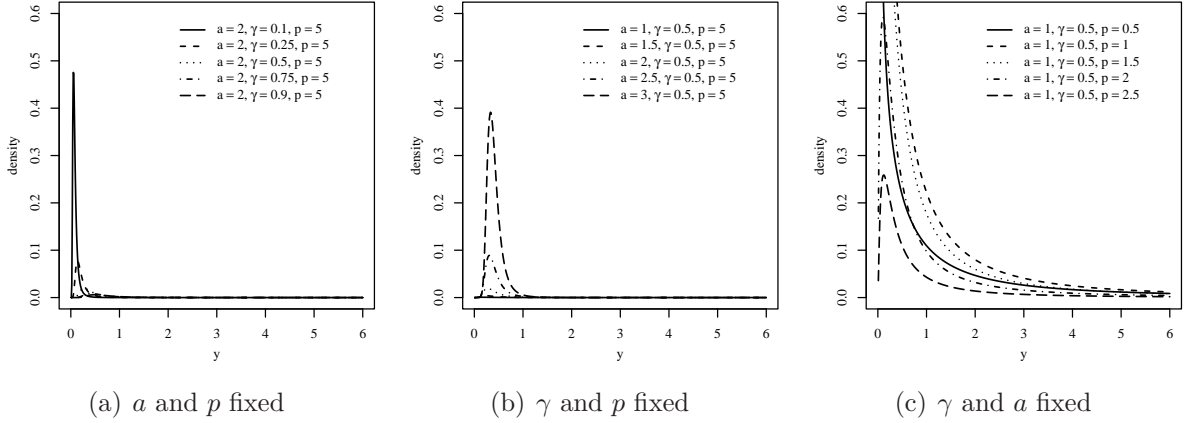 0.6
0.5
0.4
0.3
0.2
0.1
0.0
density
0 1 2 3 4 5 6
y
a = 2, γ = 0.1, p = 5
a = 2, γ = 0.25, p = 5
a = 2, γ = 0.5, p = 5
a = 2, γ = 0.75, p = 5
a = 2, γ = 0.9, p = 5
(a) a and p fixed
0.6
0.5
0.4
0.3
0.2
0.1
0.0
density
0 1 2 3 4 5 6
y
a = 1, γ = 0.5, p = 5
a = 1.5, γ = 0.5, p = 5
a = 2, γ = 0.5, p = 5
a = 2.5, γ = 0.5, p = 5
a = 3, γ = 0.5, p = 5
(b) γ and p fixed
0.6
0.5
0.4
0.3
0.2
0.1
0.0
density
0 1 2 3 4 5 6
y
a = 1, γ = 0.5, p = 0.5
a = 1, γ = 0.5, p = 1
a = 1, γ = 0.5, p = 1.5
a = 1, γ = 0.5, p = 2
a = 1, γ = 0.5, p = 2.5
(c) γ and a fixed